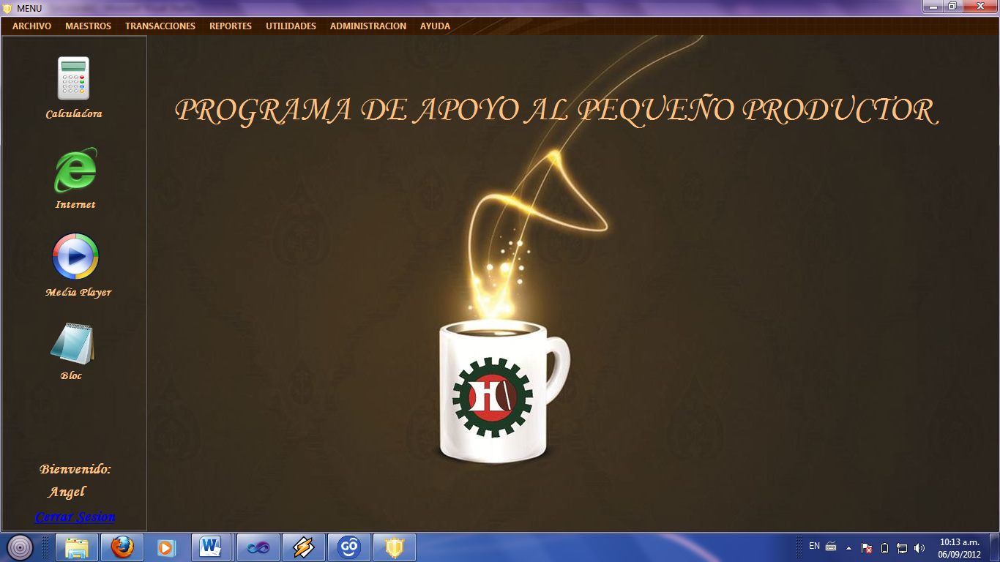 MENU
ARCHIVO MAESTROS TRANSACCIONES REPORTES UTILIDADES ADMINISTRACION AYUDA
Calculadora
Internet
Media Player
Bloc
Bienvenido:
Angel
Cerrar Sesion
PROGRAMA DE APOYO AL PEQUEÑO PRODUCTOR
H
W
GO
EN
10:13 a.m.
06/09/2012